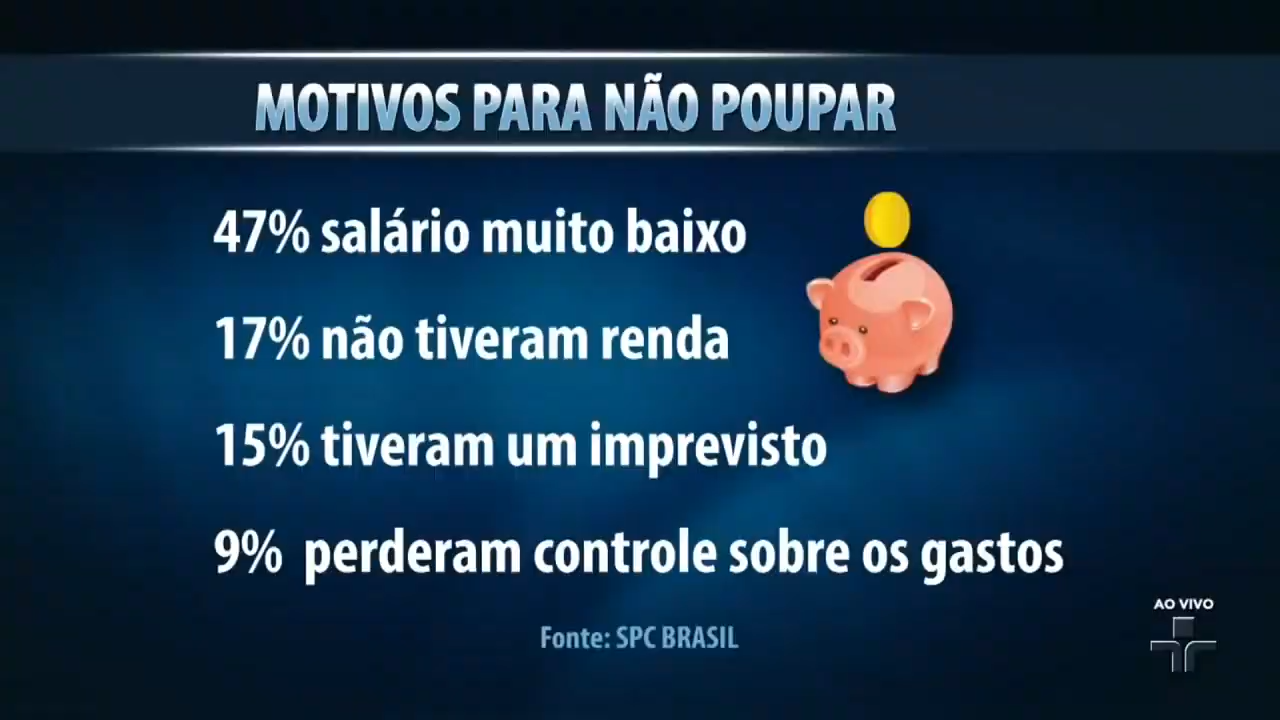 MOTIVOS PARA NÃO POUPAR
47% salário muito baixo
17% não tiveram renda
15% tiveram um imprevisto
9% perderam controle sobre os gastos
Fonte: SPC BRASIL
AO VIVO